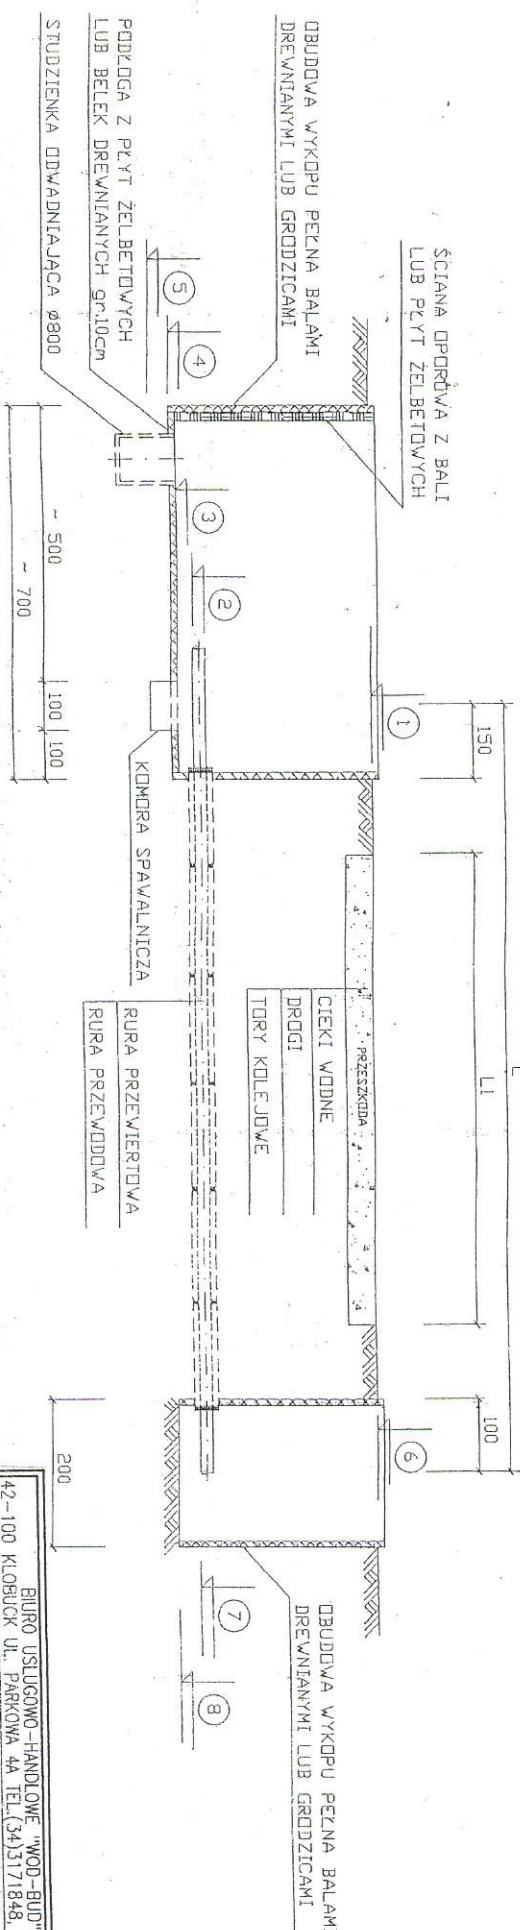 ŚCIANA OPOROWA Z BALI
LUB PŁYT ŻELBETOWYCH
OBUDOWA WYKOPU PEŁNA BALAMI
DREWNIANYMI LUB GRODZICAMI
PODŁOGA Z PŁYT ŻELBETOWYCH
LUB BELEK DREWNIANYCH gr.10cm
STUDZIENKA ODWADNIAJĄCA Ø800
5
4
3
2
1
150
L1
L
100
6
PRZESZKODA
CIEKI WODNE
DROGI
TORY KOLEJOWE
KOMORA SPAWALNICZA
RURA PRZEWIERTOWA
RURA PRZEWODOWA
~ 500
100
100
~ 700
200
7
8
OBUDOWA WYKOPU PEŁNA BALAMI
DREWNIANYMI LUB GRODZICAMI
BIURO USLUGOWO-HANDLOWE "WOD-BUD"
42-100 KLOBUCK UL. PARKOWA 4A TEL.(34)3171848,